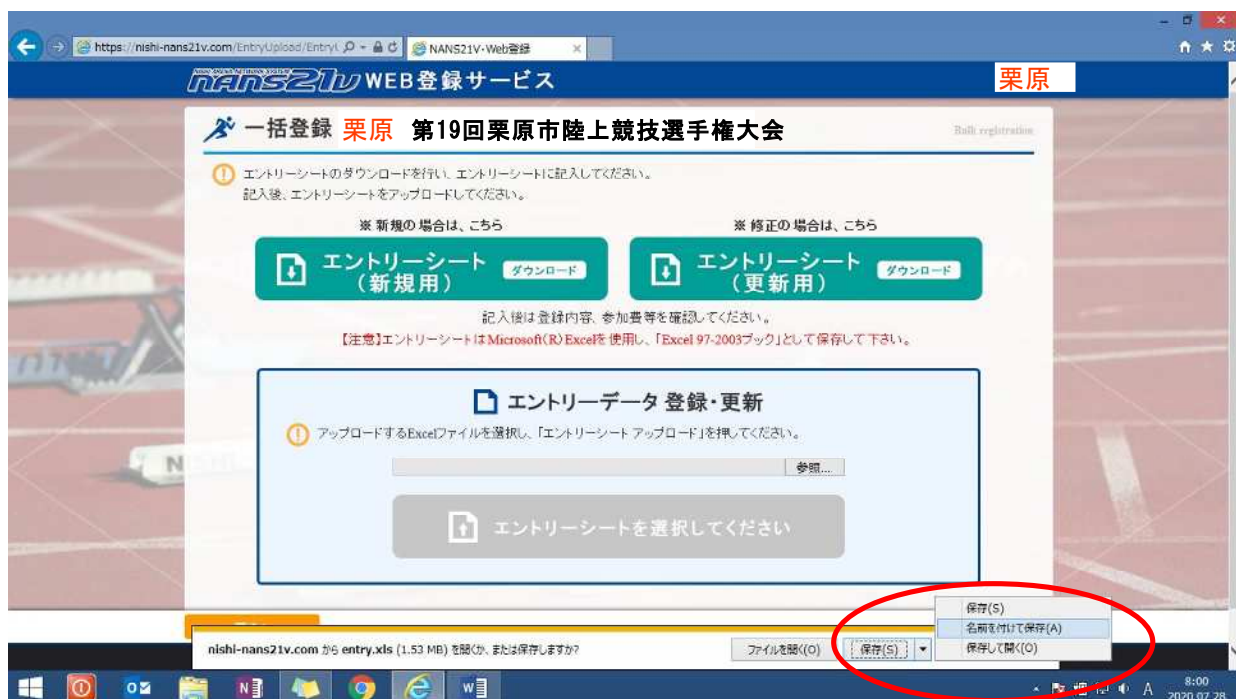 https://nishi-nans21v.com/EntryUpload/Entryl
NANS21V-Web登録
nans21v WEB登録サービス
栗原
一括登録 栗原 第19回栗原市陸上競技選手権大会
Bulk registration
エントリーシートのダウンロードを行い、エントリーシートに記入してください。
記入後、エントリーシートをアップロードしてください。
※ 新規の場合は、こちら
※ 修正の場合は、こちら
エントリーシート
(新規用)
ダウンロード
エントリーシート
(更新用)
ダウンロード
記入後は登録内容、参加費等を確認してください。
【注意】エントリーシートはMicrosoft(R) Excelを使用し、「Excel 97-2003ブック」として保存して下さい。
エントリーデータ 登録・更新
アップロードするExcelファイルを選択し、「エントリーシート アップロード」を押してください。
参照...
エントリーシートを選択してください
保存(S)
名前を付けて保存(A)
保存して開く(O)
nishi-nans21v.com から entry.xls (1.53 MB) を開くか、または保存しますか?
ファイルを開く(O)
保存(S)
A
8:00
2020.07.28